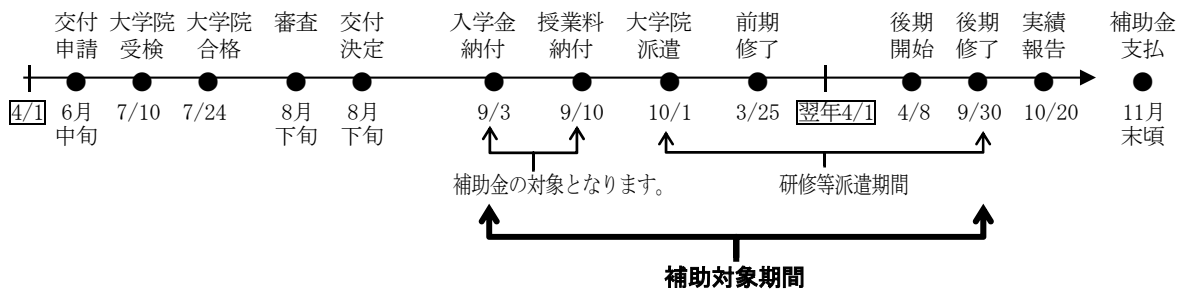 交付 大学院 大学院 審査 交付 入学金 授業料 大学院 前期 後期 後期 実績 補助金
申請 受検 合格 決定 納付 納付 派遣 修了 開始 修了 報告 支払
4/1 6月 7/10 7/24 8月 8月 9/3 9/10 10/1 3/25 翌年4/1 4/8 9/30 10/20 11月
中旬 下旬 下旬 末頃
補助金の対象となります。 研修等派遣期間
補助対象期間